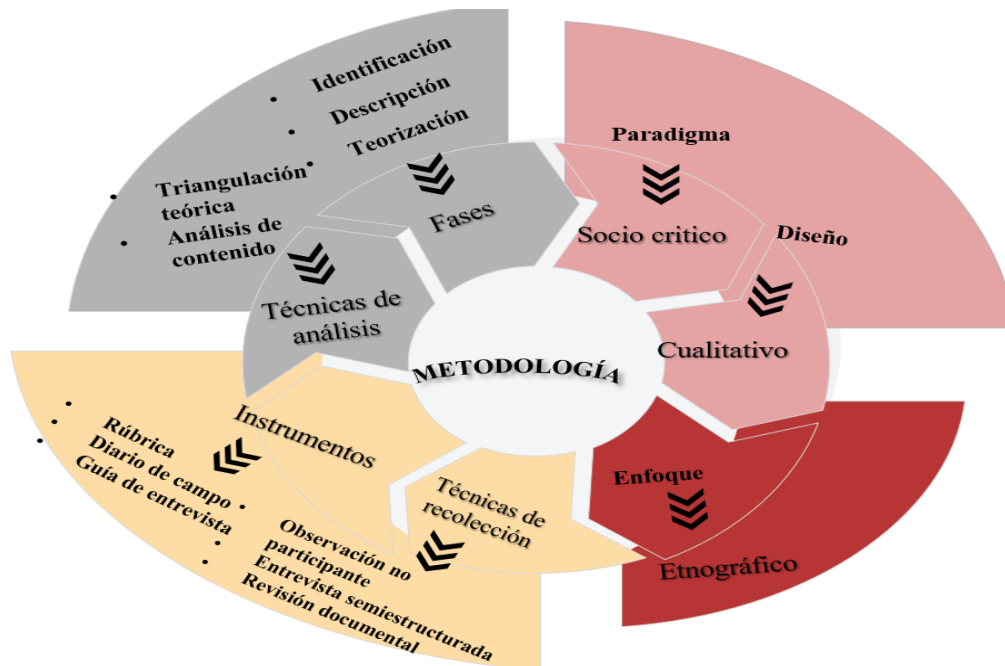 • Identificación
• Descripción
• Teorización
Fases
• Triangulación
teórica
• Análisis de
contenido
Técnicas de
análisis
Paradigma
Socio critico
Diseño
Cualitativo
METODOLOGÍA
Enfoque
Etnográfico
Técnicas de
recolección
• Observación no
participante
• Entrevista semiestructurada
• Revisión documental
Instrumentos
• Rúbrica
• Diario de campo
• Guía de entrevista